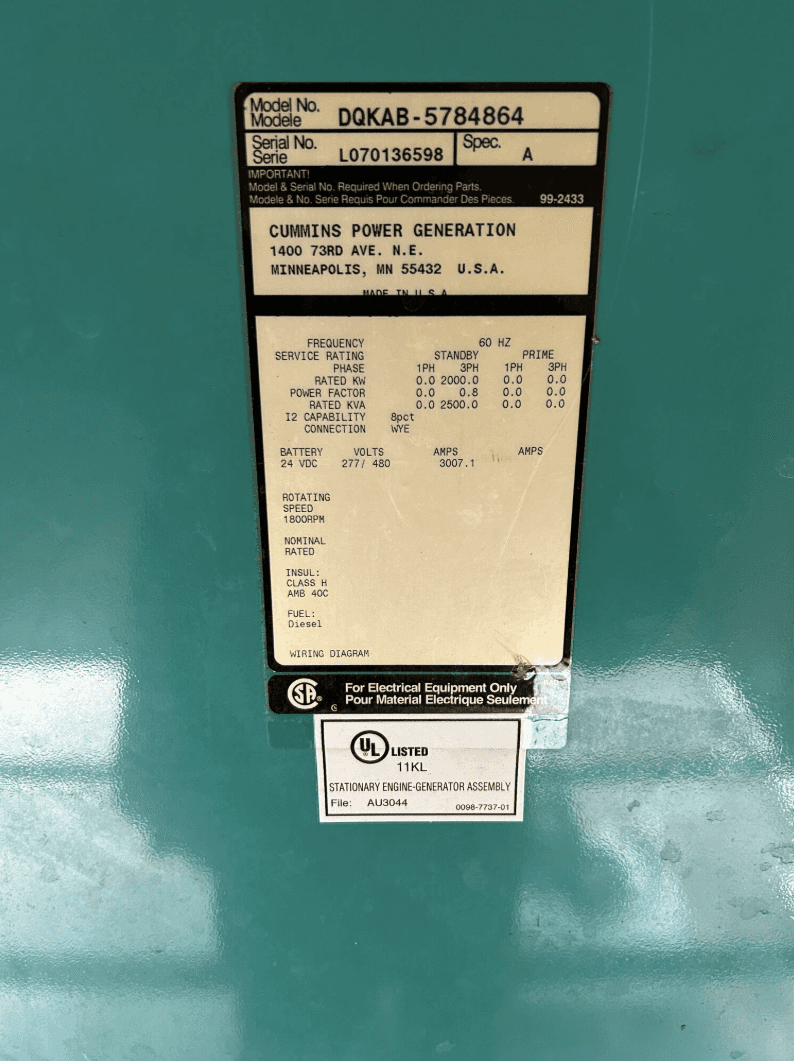 Model No.
Modele DQKAB-5784864
Serial No.
Serie L070136598 Spec. A
IMPORTANT!
Model & Serial No. Required When Ordering Parts.
Modele & No. Serie Requis Pour Commander Des Pieces. 99-2433
CUMMINS POWER GENERATION
1400 73RD AVE. N.E.
MINNEAPOLIS, MN 55432 U.S.A.
MADE IN U S A
FREQUENCY 60 HZ
SERVICE RATING STANDBY PRIME
PHASE 1PH 3PH 1PH 3PH
RATED KW 0.0 2000.0 0.0 0.0
POWER FACTOR 0.0 0.8 0.0 0.0
RATED KVA 0.0 2500.0 0.0 0.0
I2 CAPABILITY 8pct
CONNECTION WYE
BATTERY VOLTS AMPS AMPS
24 VDC 277/ 480 3007.1
ROTATING
SPEED
1800RPM
NOMINAL
RATED
INSUL:
CLASS H
AMB 40C
FUEL:
Diesel
WIRING DIAGRAM
SA ® For Electrical Equipment Only
Pour Material Electrique Seulement
UL ® LISTED
11KL
STATIONARY ENGINE-GENERATOR ASSEMBLY
File: AU3044 0098-7737-01